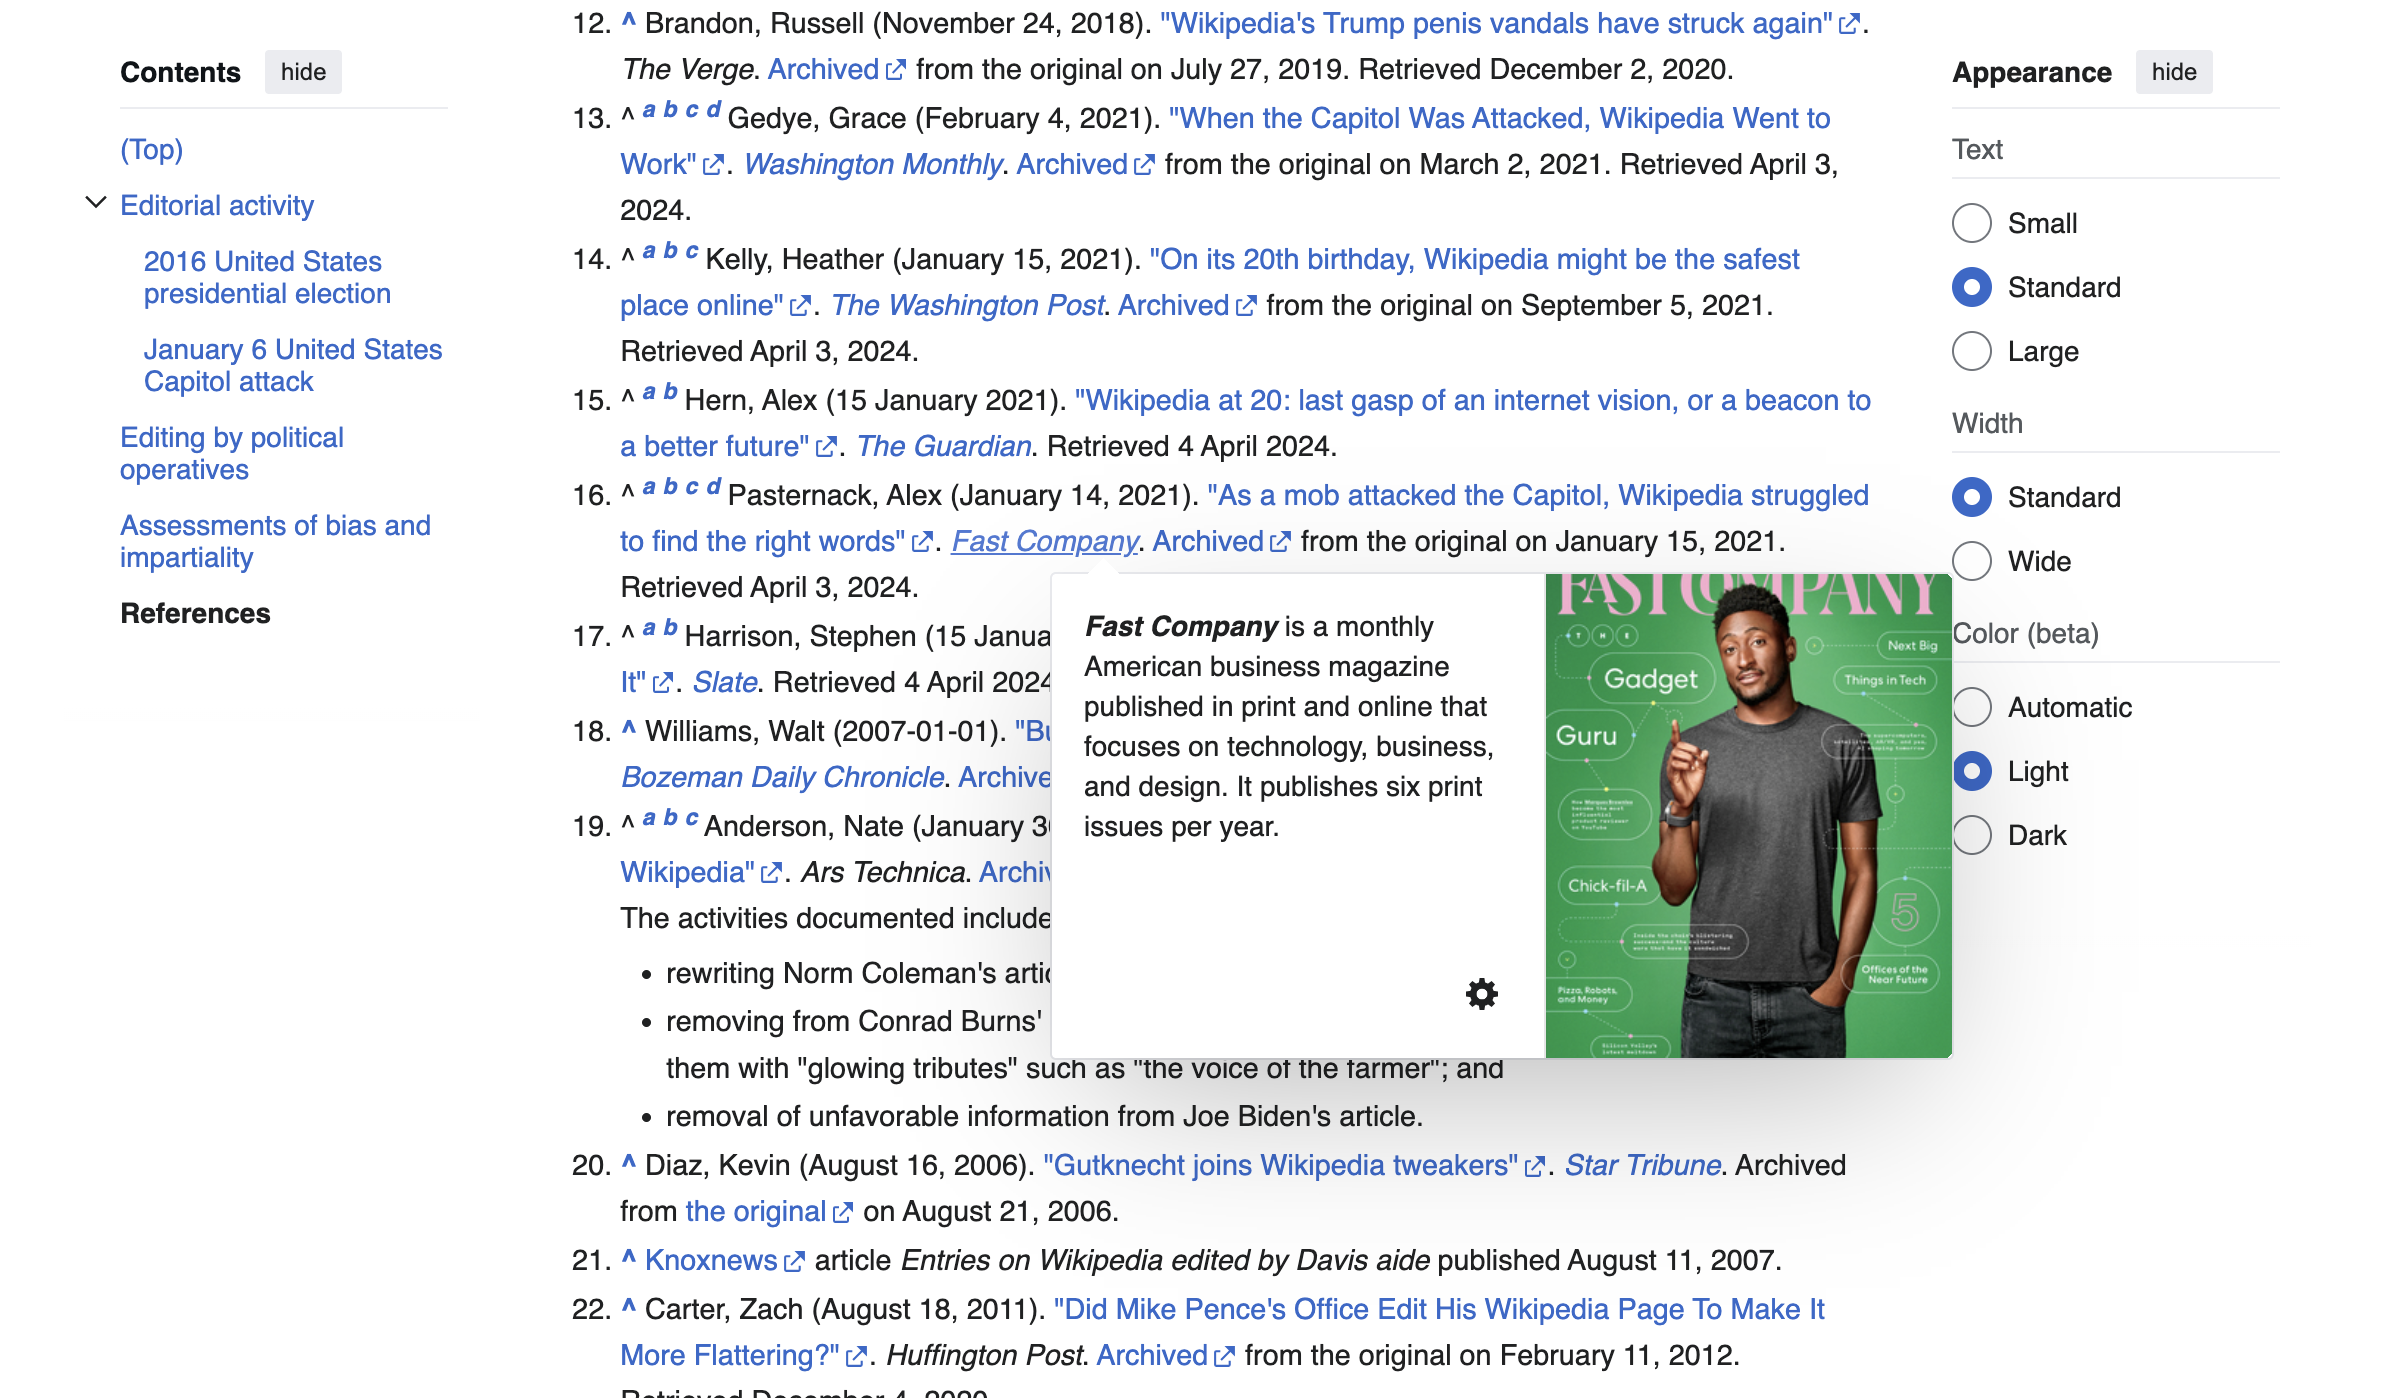 Contents hide
(Top)
Editorial activity
2016 United States
presidential election
January 6 United States
Capitol attack
Editing by political
operatives
Assessments of bias and
impartiality
References
12. ^ Brandon, Russell (November 24, 2018). "Wikipedia's Trump penis vandals have struck again".
The Verge. Archived from the original on July 27, 2019. Retrieved December 2, 2020.
13. ^ a b c d Gedye, Grace (February 4, 2021). "When the Capitol Was Attacked, Wikipedia Went to
Work". Washington Monthly. Archived from the original on March 2, 2021. Retrieved April 3,
2024.
14. ^ a b c Kelly, Heather (January 15, 2021). "On its 20th birthday, Wikipedia might be the safest
place online". The Washington Post. Archived from the original on September 5, 2021.
Retrieved April 3, 2024.
15. ^ a b Hern, Alex (15 January 2021). "Wikipedia at 20: last gasp of an internet vision, or a beacon to
a better future". The Guardian. Retrieved 4 April 2024.
16. ^ a b c d Pasternack, Alex (January 14, 2021). "As a mob attacked the Capitol, Wikipedia struggled
to find the right words". Fast Company. Archived from the original on January 15, 2021.
Retrieved April 3, 2024.
17. ^ a b Harrison, Stephen (15 Janua
It". Slate. Retrieved 4 April 2024
18. ^ Williams, Walt (2007-01-01). "Bu
Bozeman Daily Chronicle. Archive
19. ^ a b c Anderson, Nate (January 30
Wikipedia". Ars Technica. Archiv
The activities documented include
• rewriting Norm Coleman's artic
• removing from Conrad Burns'
them with "glowing tributes" such as "the voice of the farmer"; and
• removal of unfavorable information from Joe Biden's article.
20. ^ Diaz, Kevin (August 16, 2006). "Gutknecht joins Wikipedia tweakers". Star Tribune. Archived
from the original on August 21, 2006.
21. ^ Knoxnews article Entries on Wikipedia edited by Davis aide published August 11, 2007.
22. ^ Carter, Zach (August 18, 2011). "Did Mike Pence's Office Edit His Wikipedia Page To Make It
More Flattering?". Huffington Post. Archived from the original on February 11, 2012.
Retrieved December 4, 2020
Fast Company is a monthly
American business magazine
published in print and online that
focuses on technology, business,
and design. It publishes six print
issues per year.
FAST COMPANY
THE
Next Big
Gadget
Things in Tech
Guru
Chick-fil-A
5
Offices of the
Near Future
Pizza, Robots,
and Money
Silicon Valley's
latest meltdown
Appearance hide
Text
Small
Standard
Large
Width
Standard
Wide
Color (beta)
Automatic
Light
Dark